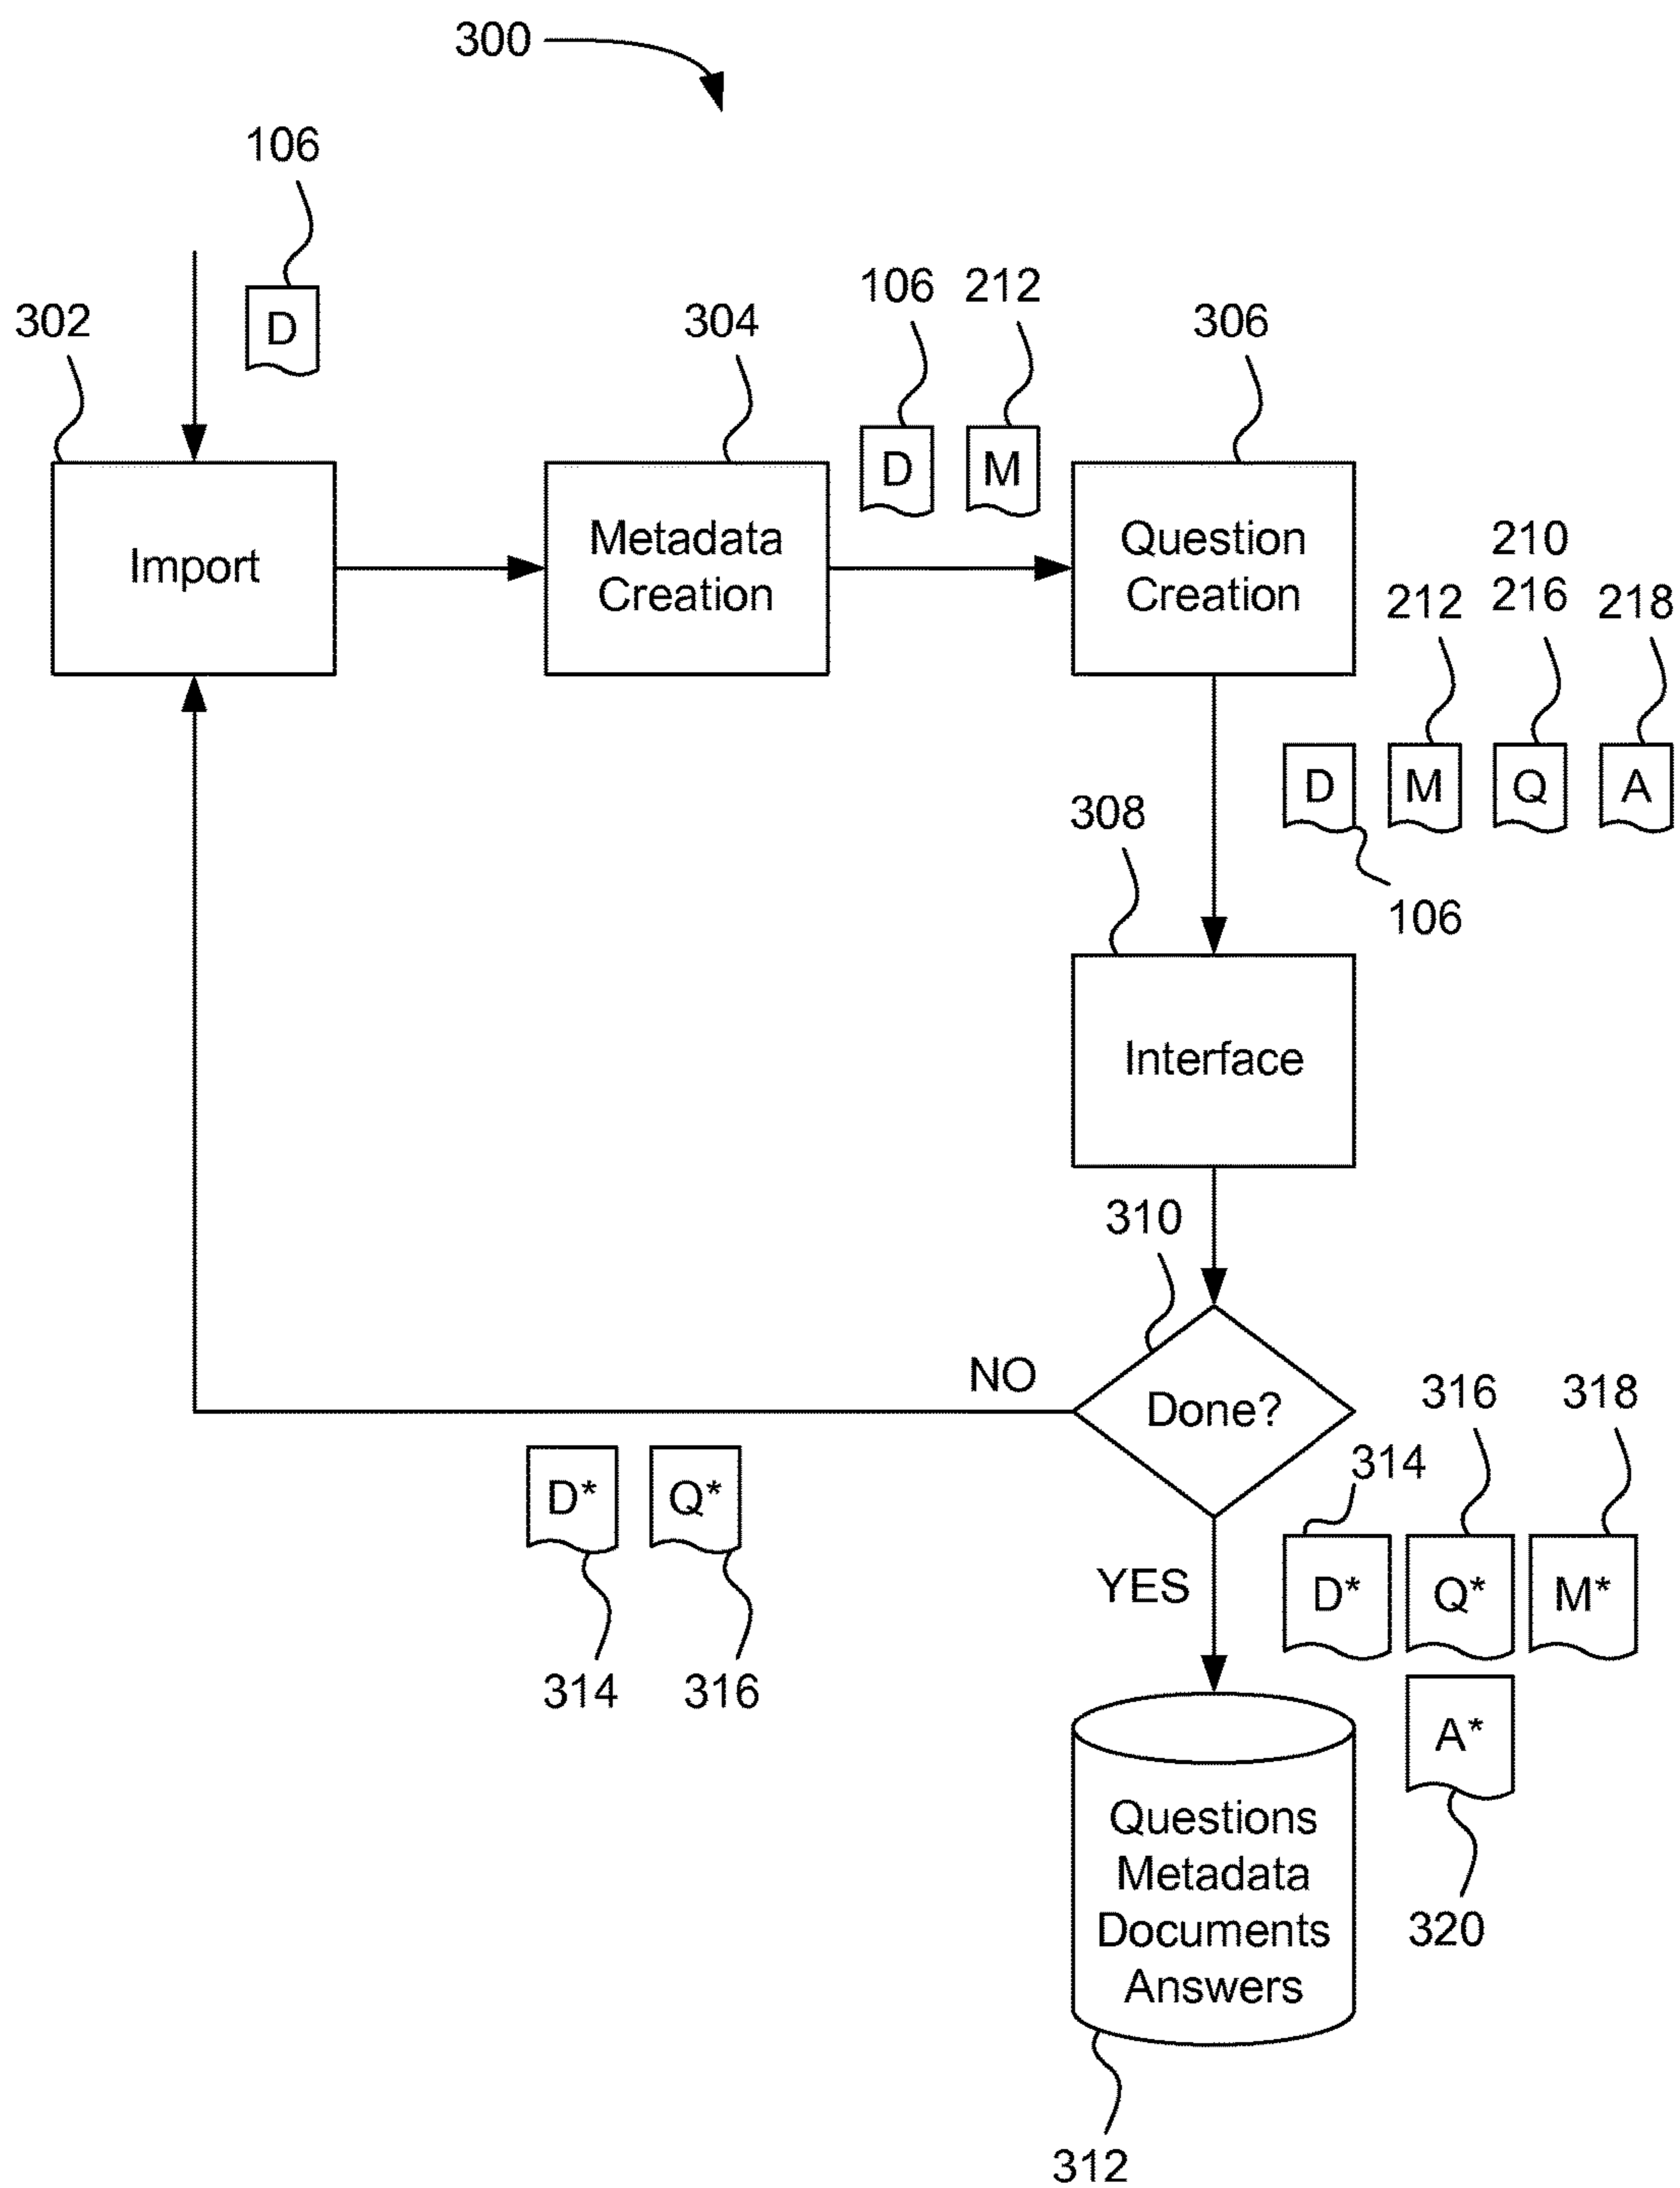 300
106
D
302
304
106 212
306
D M
Import
Metadata
Creation
Question
Creation
210
212 216 218
D M Q A
106
308
Interface
310
NO
Done?
316 318
314
D* Q*
YES
D* Q* M*
314 316
A*
Questions
Metadata
Documents
Answers
320
312